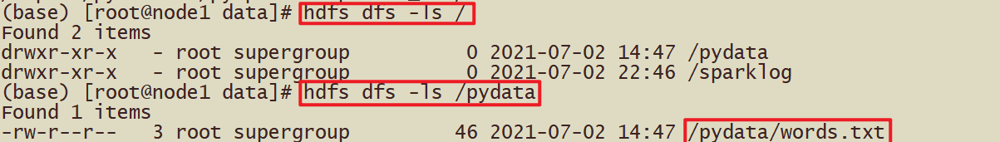 (base) [root@node1 data]# hdfs dfs -ls /
Found 2 items
drwxr-xr-x   - root supergroup          0 2021-07-02 14:47 /pydata
drwxr-xr-x   - root supergroup          0 2021-07-02 22:46 /sparklog
(base) [root@node1 data]# hdfs dfs -ls /pydata
Found 1 items
-rw-r--r--   3 root supergroup         46 2021-07-02 14:47 /pydata/words.txt